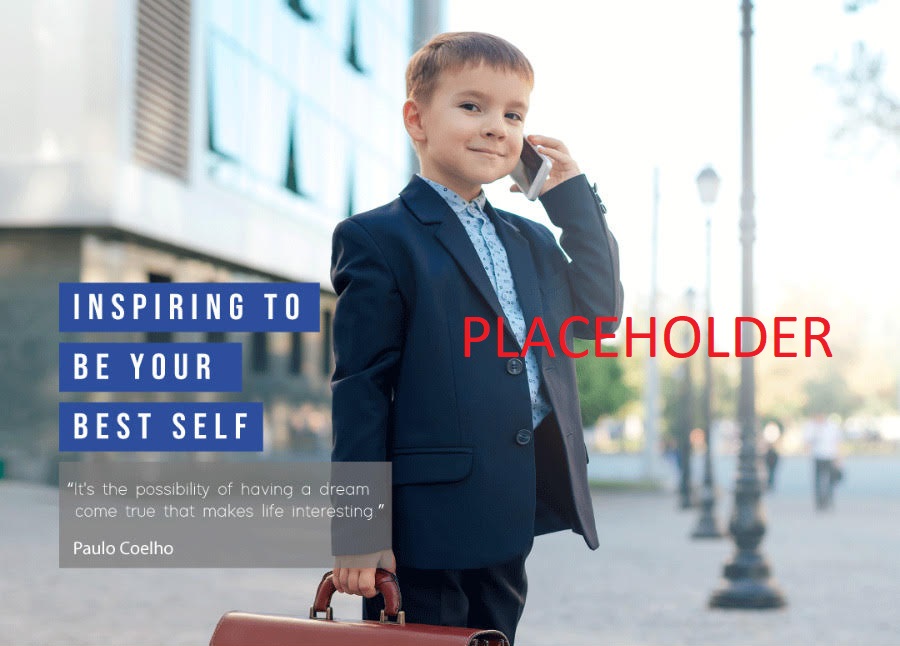 INSPIRING TO
BE YOUR
BEST SELF
PLACEHOLDER
“It's the possibility of having a dream
come true that makes life interesting”
Paulo Coelho